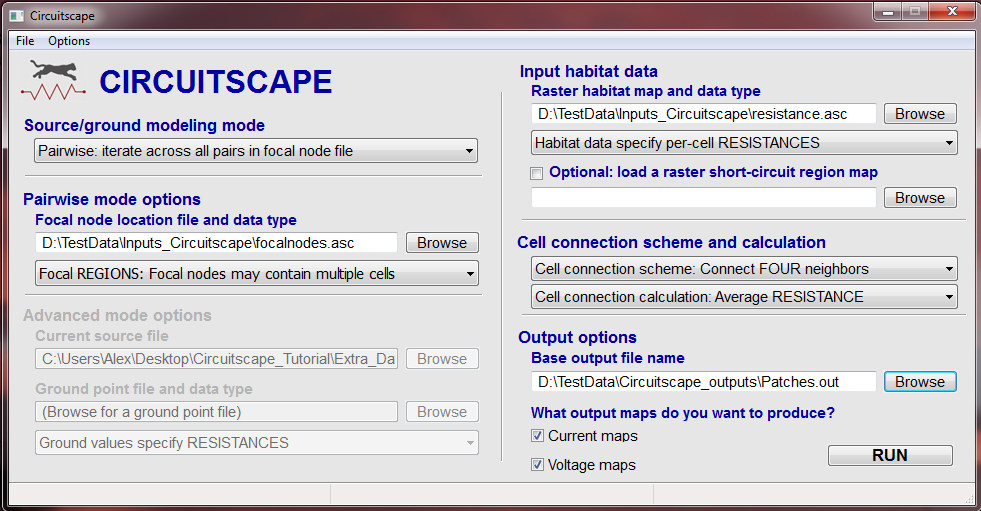 Circuitscape
File Options
CIRCUITSCAPE
Source/ground modeling mode
Pairwise: iterate across all pairs in focal node file
Pairwise mode options
Focal node location file and data type
D:\TestData\Inputs_Circuitscape\focalnodes.asc
Browse
Focal REGIONS: Focal nodes may contain multiple cells
Advanced mode options
Current source file
C:\Users\Alex\Desktop\Circuitscape_Tutorial\Extra_Da
Browse
Ground point file and data type
(Browse for a ground point file)
Browse
Ground values specify RESISTANCES
Input habitat data
Raster habitat map and data type
D:\TestData\Inputs_Circuitscape\resistance.asc
Browse
Habitat data specify per-cell RESISTANCES
Optional: load a raster short-circuit region map
Browse
Cell connection scheme and calculation
Cell connection scheme: Connect FOUR neighbors
Cell connection calculation: Average RESISTANCE
Output options
Base output file name
D:\TestData\Circuitscape_outputs\Patches.out
Browse
What output maps do you want to produce?
Current maps
Voltage maps
RUN